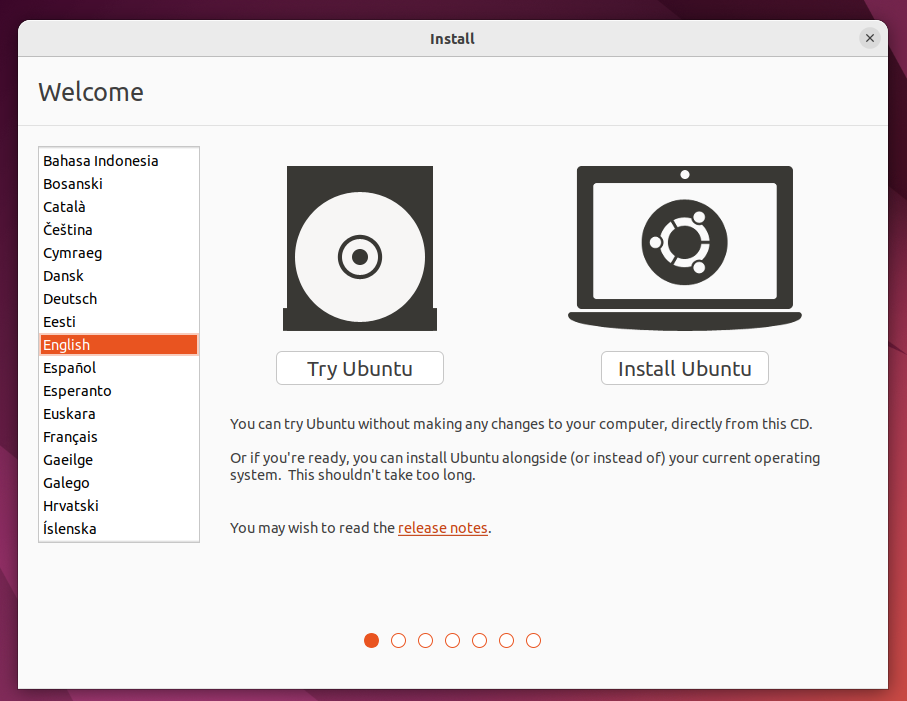 Install
Welcome
Bahasa Indonesia
Bosanski
Català
Čeština
Cymraeg
Dansk
Deutsch
Eesti
English
Español
Esperanto
Euskara
Français
Gaeilge
Galego
Hrvatski
Íslenska
Try Ubuntu
Install Ubuntu
You can try Ubuntu without making any changes to your computer, directly from this CD.
Or if you're ready, you can install Ubuntu alongside (or instead of) your current operating
system.  This shouldn't take too long.
You may wish to read the release notes.